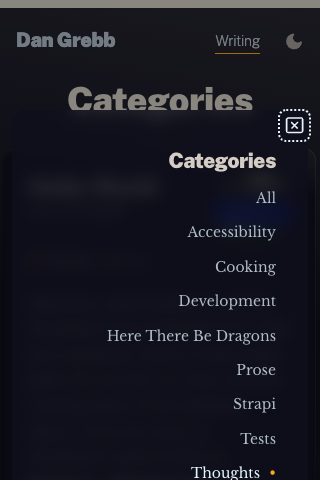 Dan Grebb
Writing
Categories
Categories
All
Accessibility
Cooking
Development
Here There Be Dragons
Prose
Strapi
Tests
Thoughts